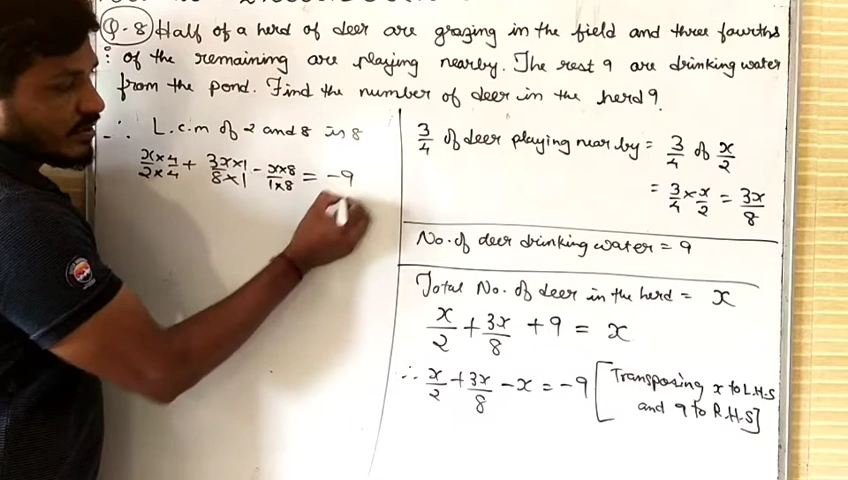 Q-8 Half of a herd of deer are grazing in the field and three fourths
of the remaining are playing nearby. The rest 9 are drinking water
from the pond. Find the number of deer in the herd 9.
∴ L.c.m of 2 and 8 is 8
x×4/2×4 + 3x×1/8×1 - x×8/1×8 = -9
3/4 of deer playing near by = 3/4 of x/2
= 3/4 × x/2 = 3x/8
No. of deer drinking water = 9
Total No. of deer in the herd = x
x/2 + 3x/8 + 9 = x
∴ x/2 + 3x/8 - x = -9 [Transposing x to L.H.S
and 9 to R.H.S]